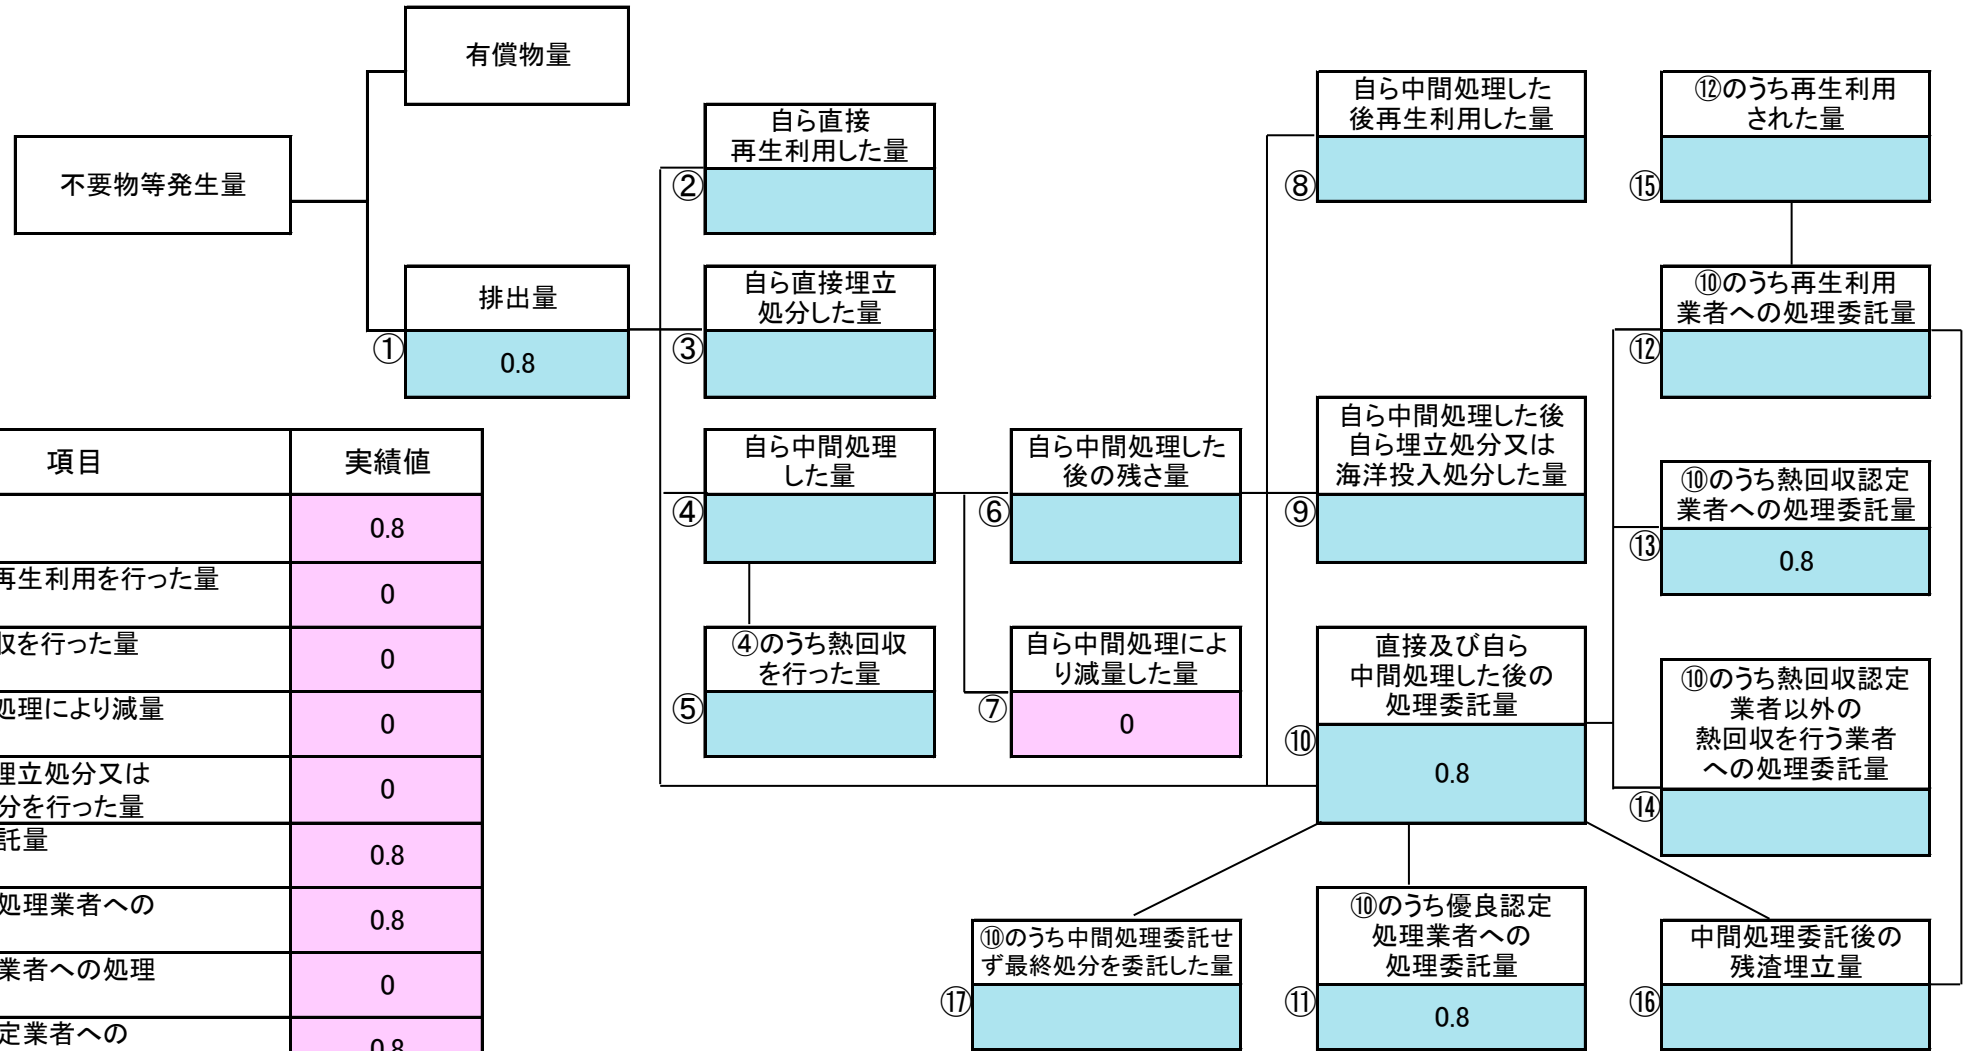 有償物量
不要物等発生量
排出量
①
0.8
自ら直接
再生利用した量
②
自ら直接埋立
処分した量
③
自ら中間処理
した量
④
④のうち熱回収
を行った量
⑤
自ら中間処理した
後の残さ量
⑥
自ら中間処理によ
り減量した量
⑦
0
自ら中間処理した
後再生利用した量
⑧
自ら中間処理した後
自ら埋立処分又は
海洋投入処分した量
⑨
直接及び自ら
中間処理した後の
処理委託量
⑩
0.8
⑫のうち再生利用
された量
⑮
⑩のうち再生利用
業者への処理委託量
⑫
⑩のうち熱回収認定
業者への処理委託量
⑬
0.8
⑩のうち熱回収認定
業者以外の
熱回収を行う業者
への処理委託量
⑭
⑩のうち中間処理委託せ
ず最終処分を委託した量
⑰
⑩のうち優良認定
処理業者への
処理委託量
⑪
0.8
中間処理委託後の
残渣埋立量
⑯
項目
実績値
0.8
再生利用を行った量
0
収を行った量
0
処理により減量
0
埋立処分又は
分を行った量
0
託量
0.8
処理業者への
0.8
業者への処理
0
定業者への
0.8